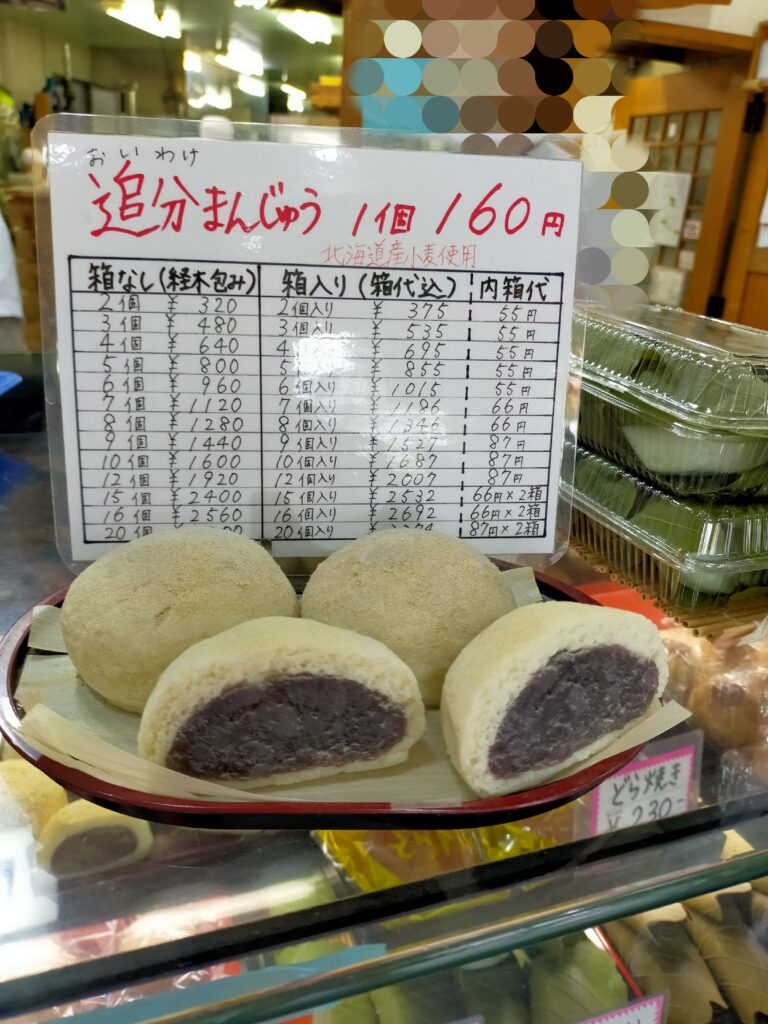 おいわけ
追分まんじゅう 1個 160円
北海道産小麦使用
箱なし(経木包み) 箱入り(箱代込) 内箱代
2個 ¥320 2個入り ¥375 55円
3個 ¥480 3個入り ¥535 55円
4個 ¥640 4 ¥695 55円
5個 ¥800 ¥855 55円
6個 ¥960 6個入り ¥1015 55円
7個 ¥1120 7個入り ¥1186 66円
8個 ¥1280 8個入り ¥1346 66円
9個 ¥1440 9個入り ¥1527 87円
10個 ¥1600 10個入り ¥1687 87円
12個 ¥1920 12個入り ¥2007 87円
15個 ¥2400 15個入り ¥2532 66円×2箱
16個 ¥2560 16個入り ¥2692 66円×2箱
20個 20個入り 87円×2箱
どら焼き
¥230-